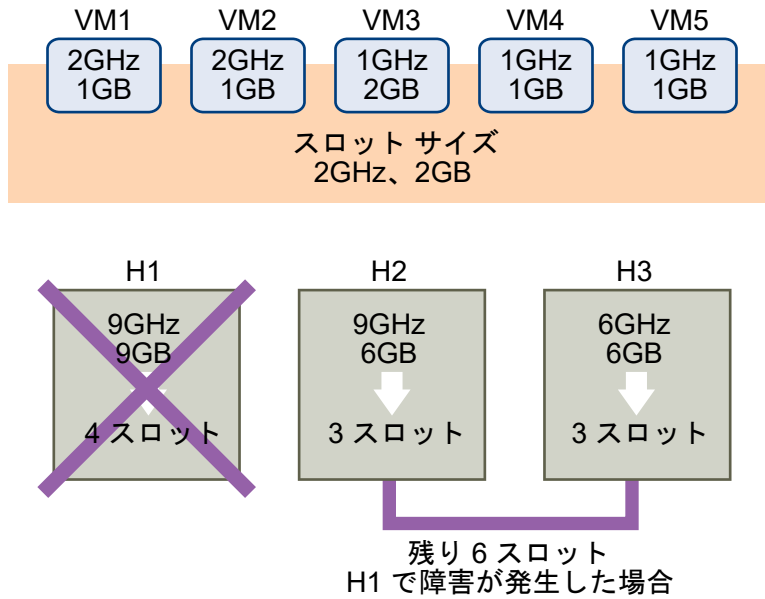 VM1
VM2
VM3
VM4
VM5
2GHz
1GB
2GHz
1GB
1GHz
2GB
1GHz
1GB
1GHz
1GB
スロット サイズ
2GHz、2GB
H1
H2
H3
9GHz
9GB
4 スロット
9GHz
6GB
3 スロット
6GHz
6GB
3 スロット
残り 6 スロット
H1 で障害が発生した場合